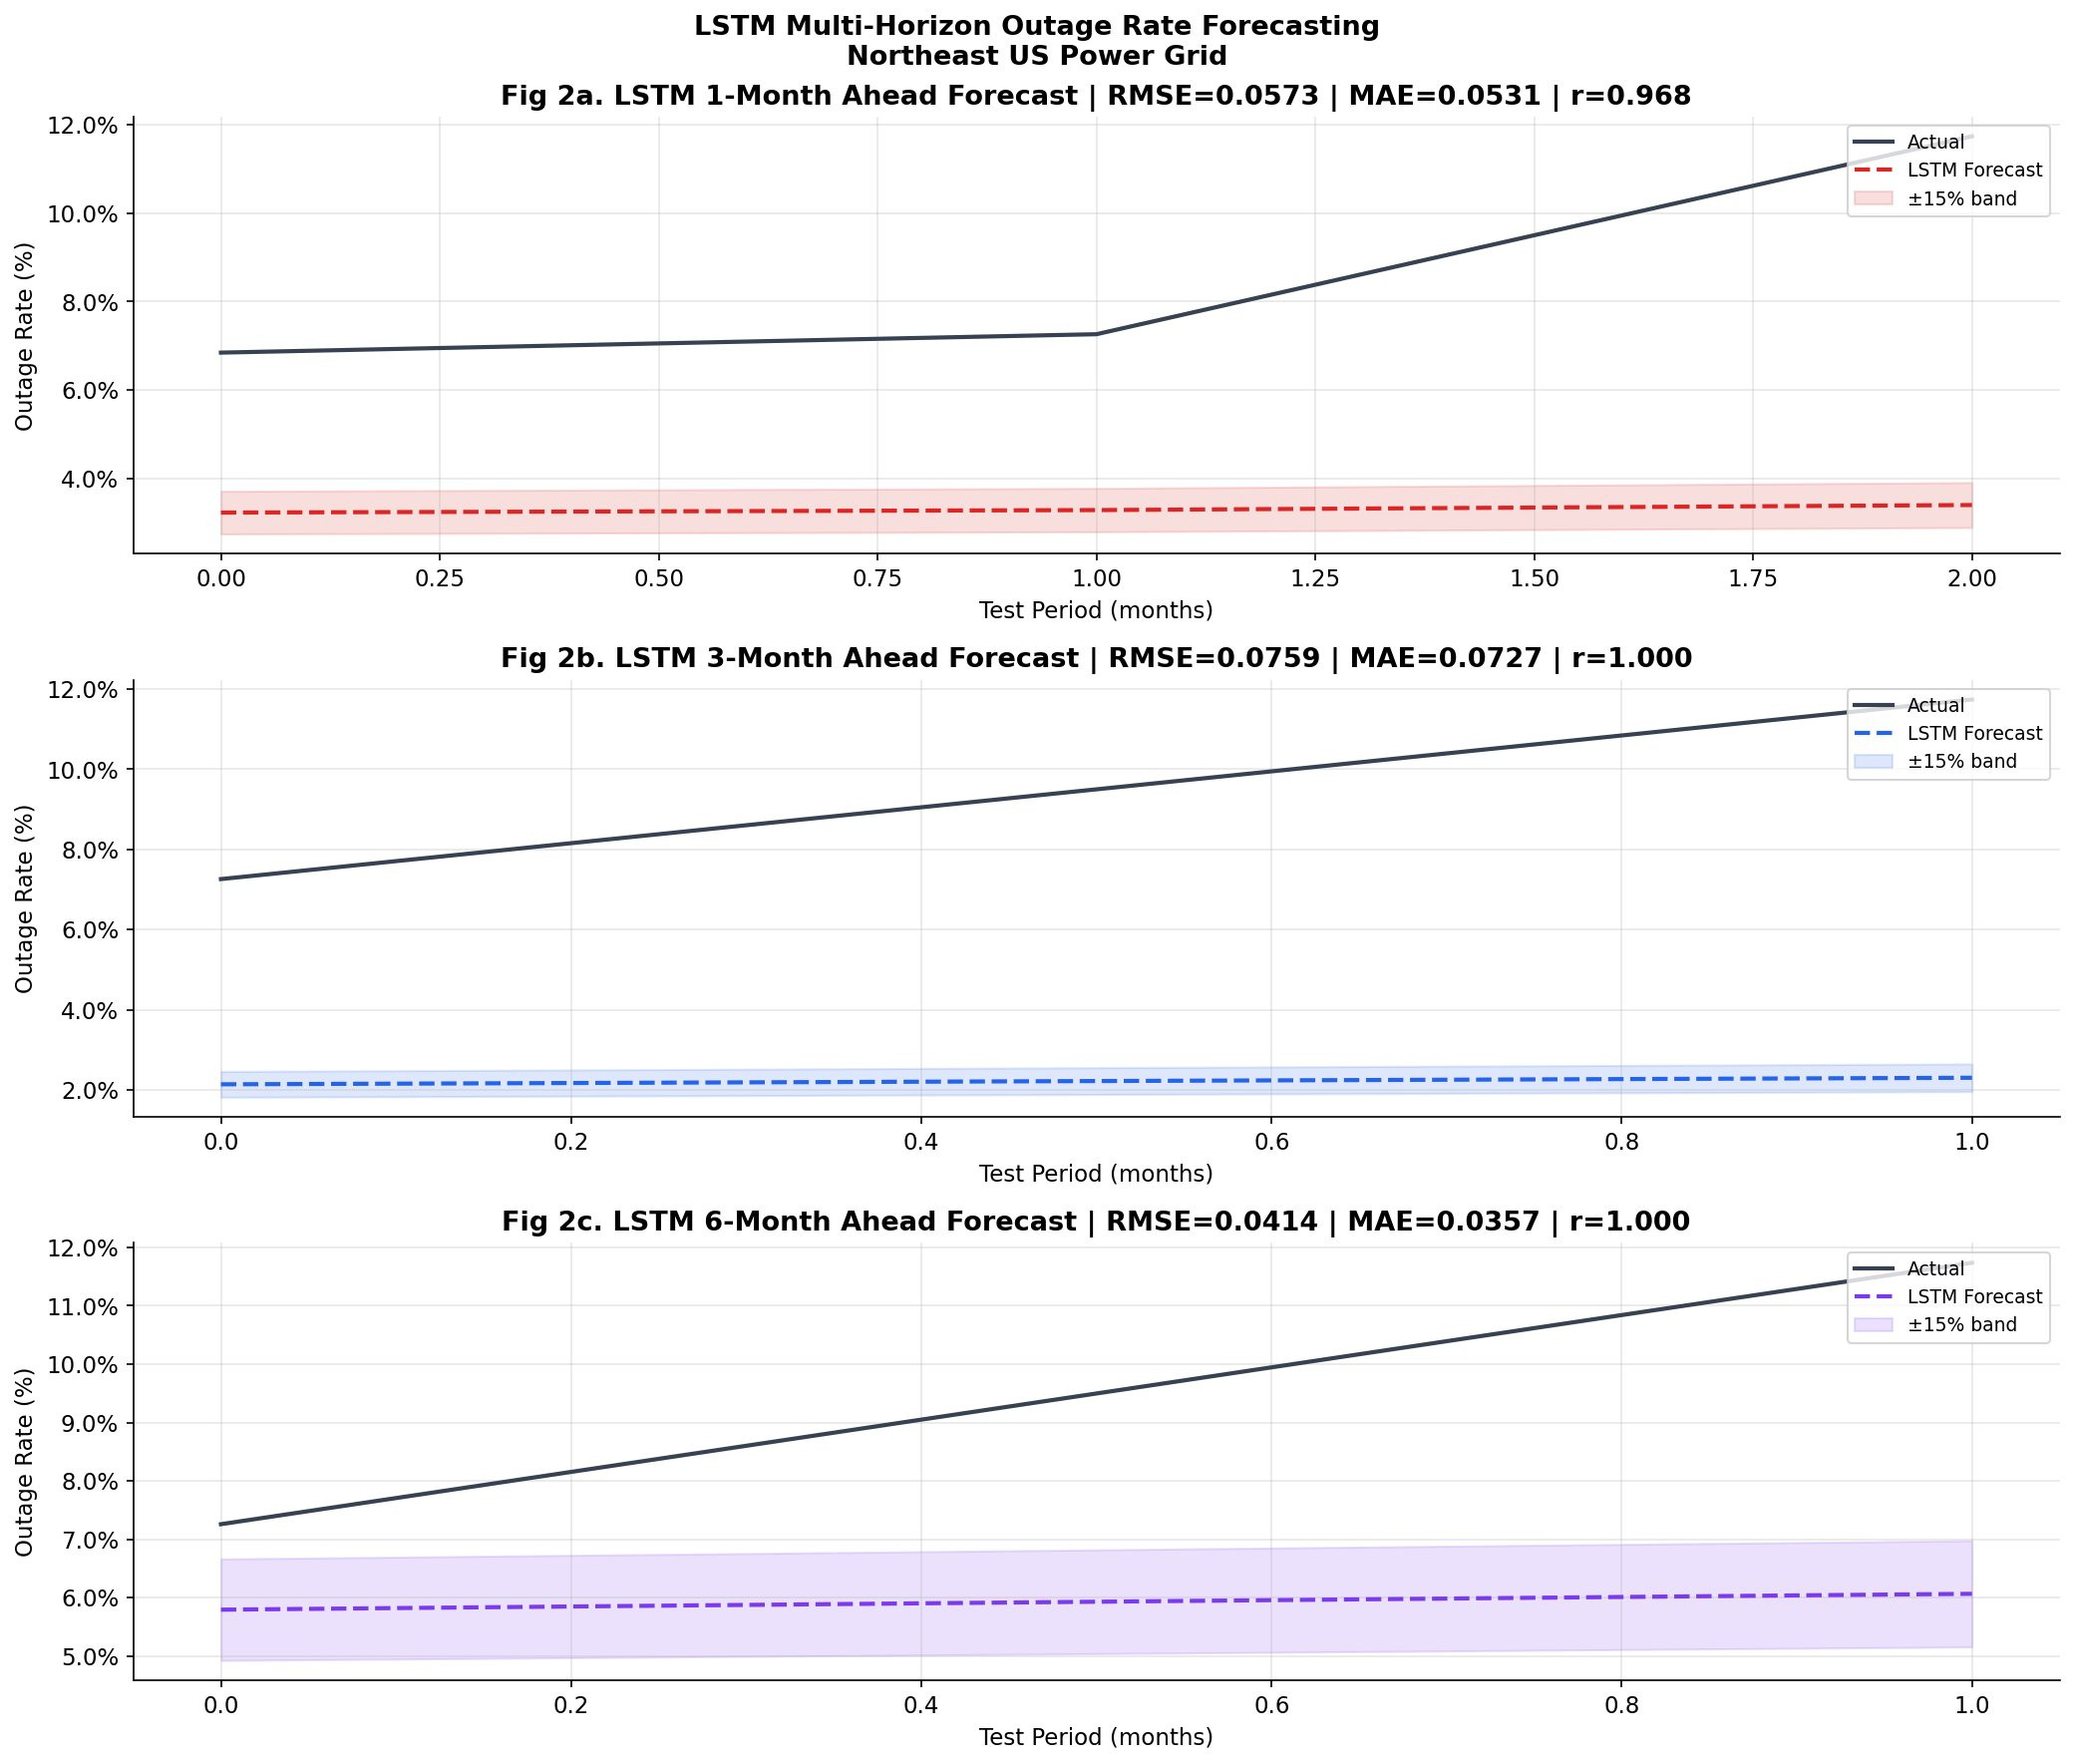 LSTM Multi-Horizon Outage Rate Forecasting
Northeast US Power Grid
Fig 2a. LSTM 1-Month Ahead Forecast | RMSE=0.0573 | MAE=0.0531 | r=0.968
Outage Rate (%)
12.0%
10.0%
8.0%
6.0%
4.0%
Actual
LSTM Forecast
±15% band
0.00 0.25 0.50 0.75 1.00 1.25 1.50 1.75 2.00
Test Period (months)
Fig 2b. LSTM 3-Month Ahead Forecast | RMSE=0.0759 | MAE=0.0727 | r=1.000
Outage Rate (%)
12.0%
10.0%
8.0%
6.0%
4.0%
2.0%
Actual
LSTM Forecast
±15% band
0.0 0.2 0.4 0.6 0.8 1.0
Test Period (months)
Fig 2c. LSTM 6-Month Ahead Forecast | RMSE=0.0414 | MAE=0.0357 | r=1.000
Outage Rate (%)
12.0%
11.0%
10.0%
9.0%
8.0%
7.0%
6.0%
5.0%
Actual
LSTM Forecast
±15% band
0.0 0.2 0.4 0.6 0.8 1.0
Test Period (months)